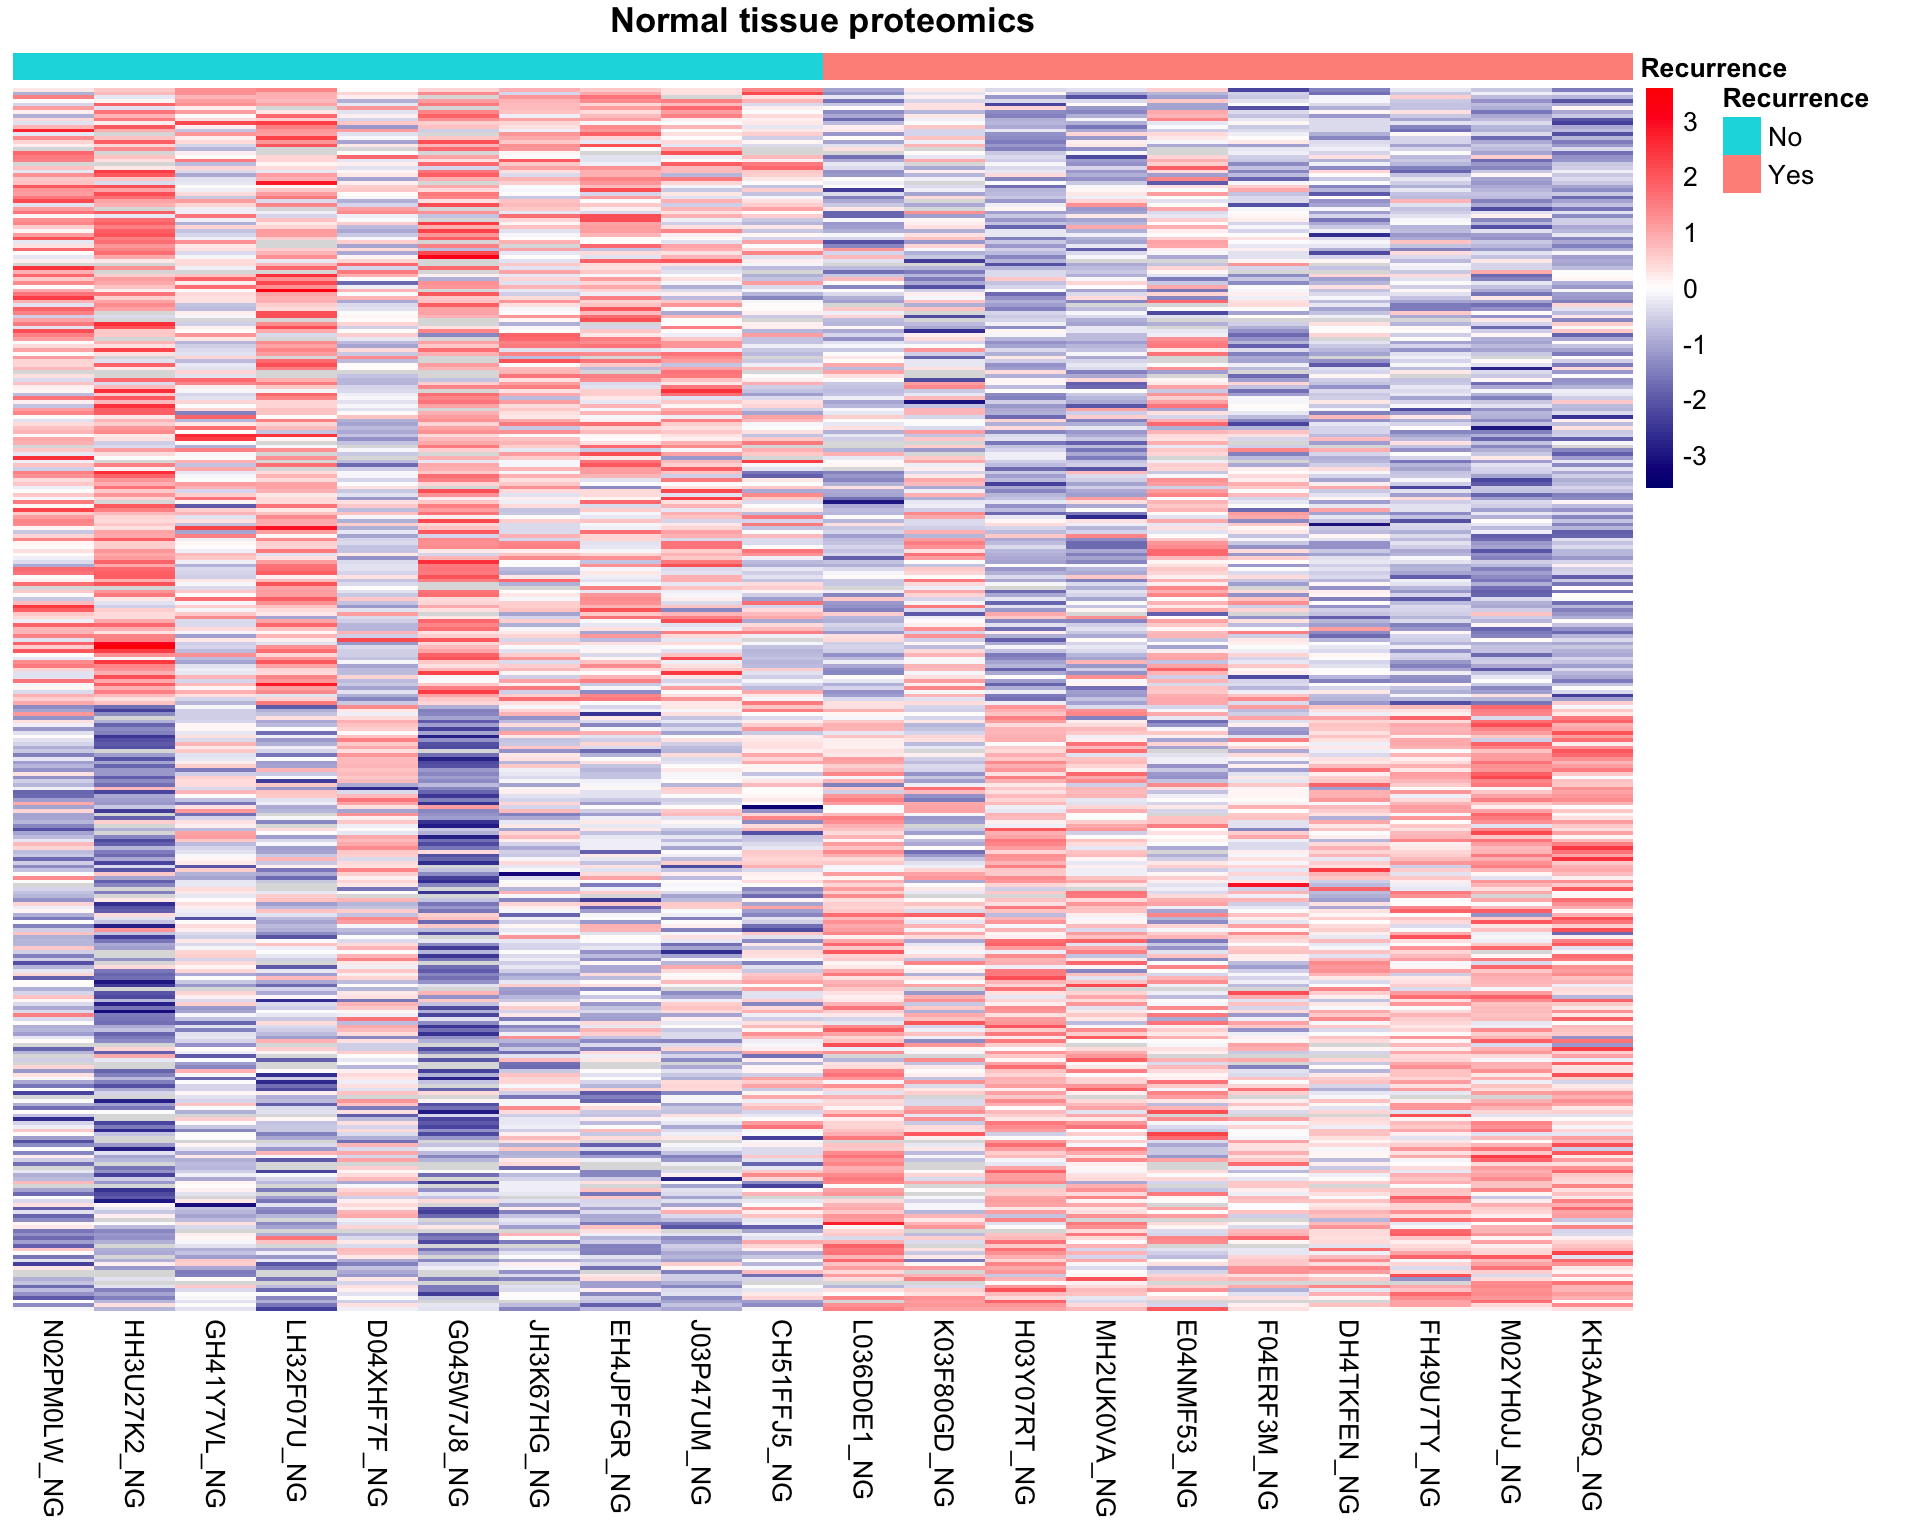 Normal tissue proteomics
Recurrence
Recurrence
No
Yes
3
2
1
0
-1
-2
-3
N02PM0LW_NG
HH3U27K2_NG
GH41Y7VL_NG
LH32F07U_NG
D04XHF7F_NG
G045W7J8_NG
JH3K67HG_NG
EH4JPFGR_NG
J03P47UM_NG
CH51FFJ5_NG
L036D0E1_NG
K03F80GD_NG
H03Y07RT_NG
MH2UK0VA_NG
E04NMF53_NG
F04ERF3M_NG
DH4TKFEN_NG
FH49U7TY_NG
M02YH0JJ_NG
KH3AA05Q_NG